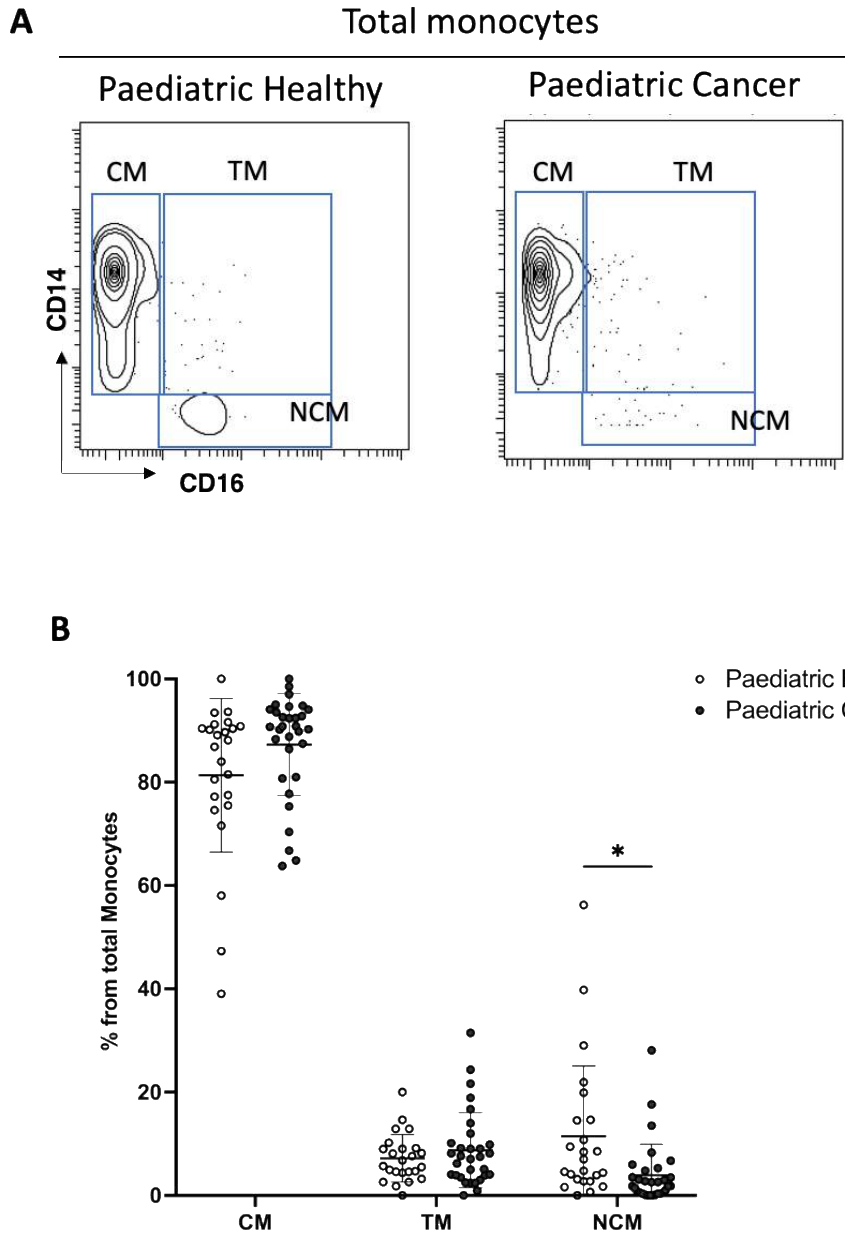 A
Total monocytes
Paediatric Healthy
Paediatric Cancer
CM
TM
CM
TM
CD14
NCM
NCM
CD16
B
Paediatric
Paediatric
% from total Monocytes
100
80
60
40
20
0
*
CM
TM
NCM